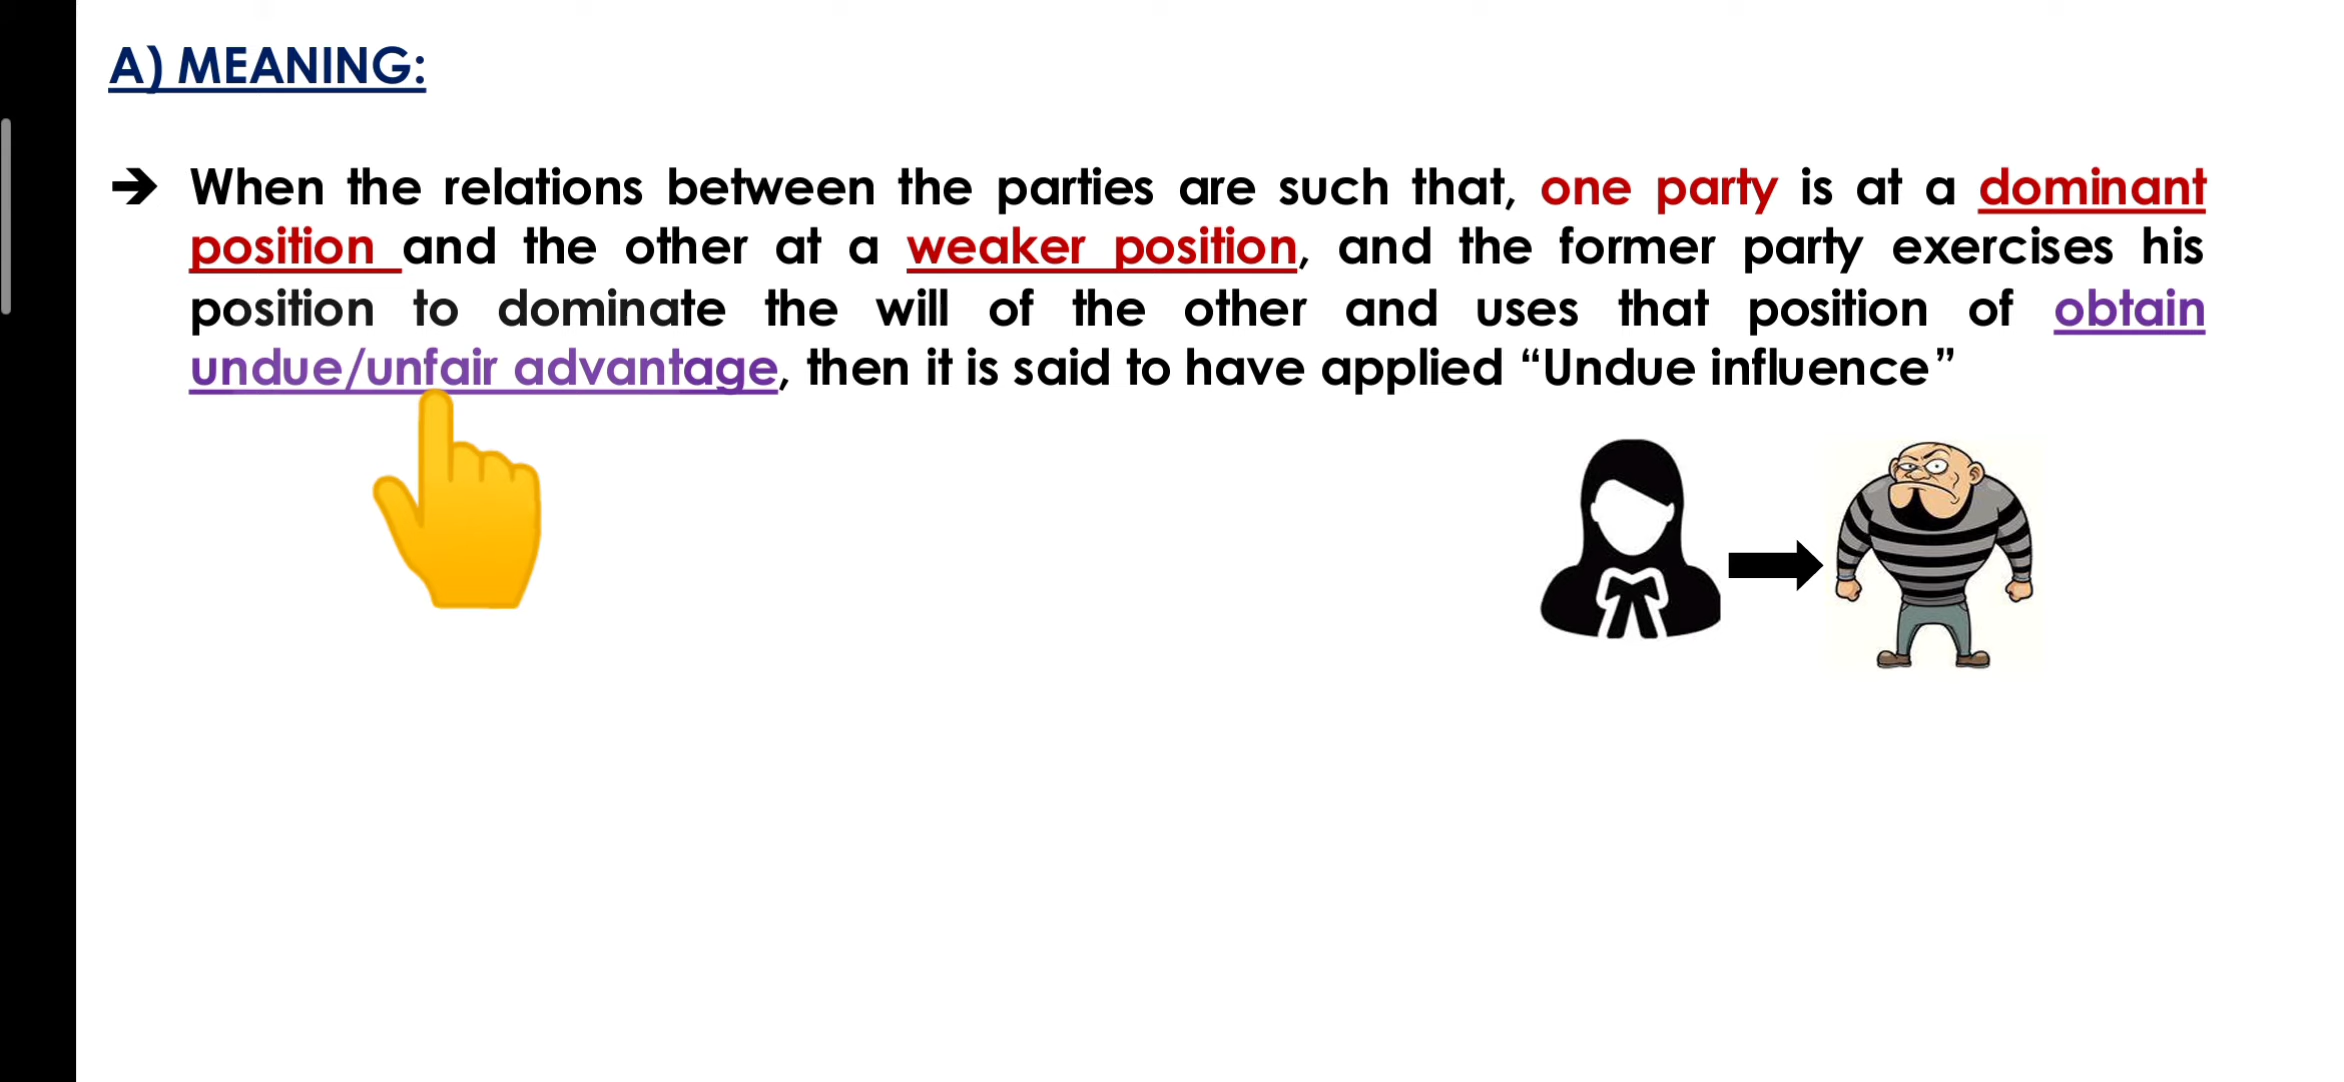 A) MEANING:
➔ When the relations between the parties are such that, one party is at a dominant
position and the other at a weaker position, and the former party exercises his
position to dominate the will of the other and uses that position of obtain
undue/unfair advantage, then it is said to have applied “Undue influence”